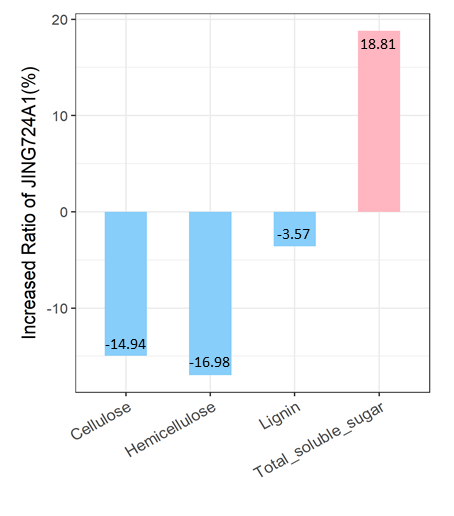 Increased Ratio of JING724A1(%)
20
10
0
-10
18.81
-3.57
-14.94
-16.98
Cellulose
Hemicellulose
Lignin
Total_soluble_sugar